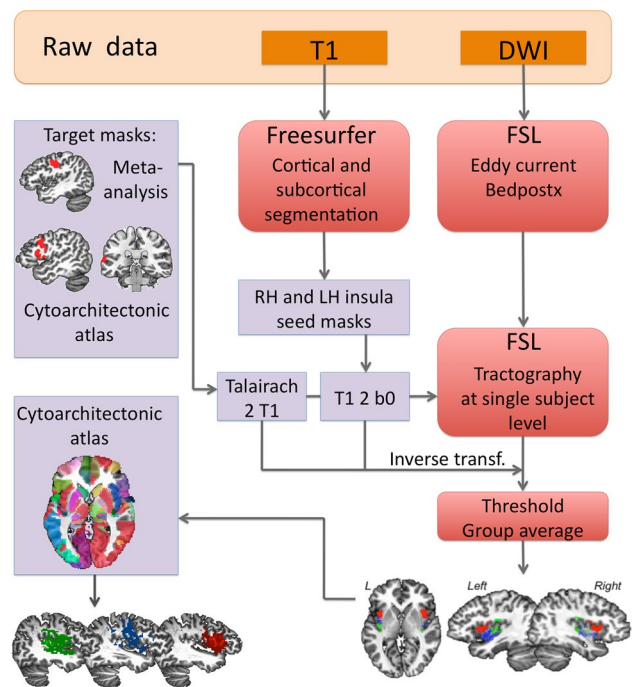 Raw data
T1
DWI
Target masks:
Meta-
analysis
Cytoarchitectonic
atlas
Freesurfer
Cortical and
subcortical
segmentation
FSL
Eddy current
Bedpostx
RH and LH insula
seed masks
Talairach
2 T1
T1 2 b0
FSL
Tractography
at single subject
level
Inverse transf.
Threshold
Group average
Cytoarchitectonic
atlas
L
Left
Right